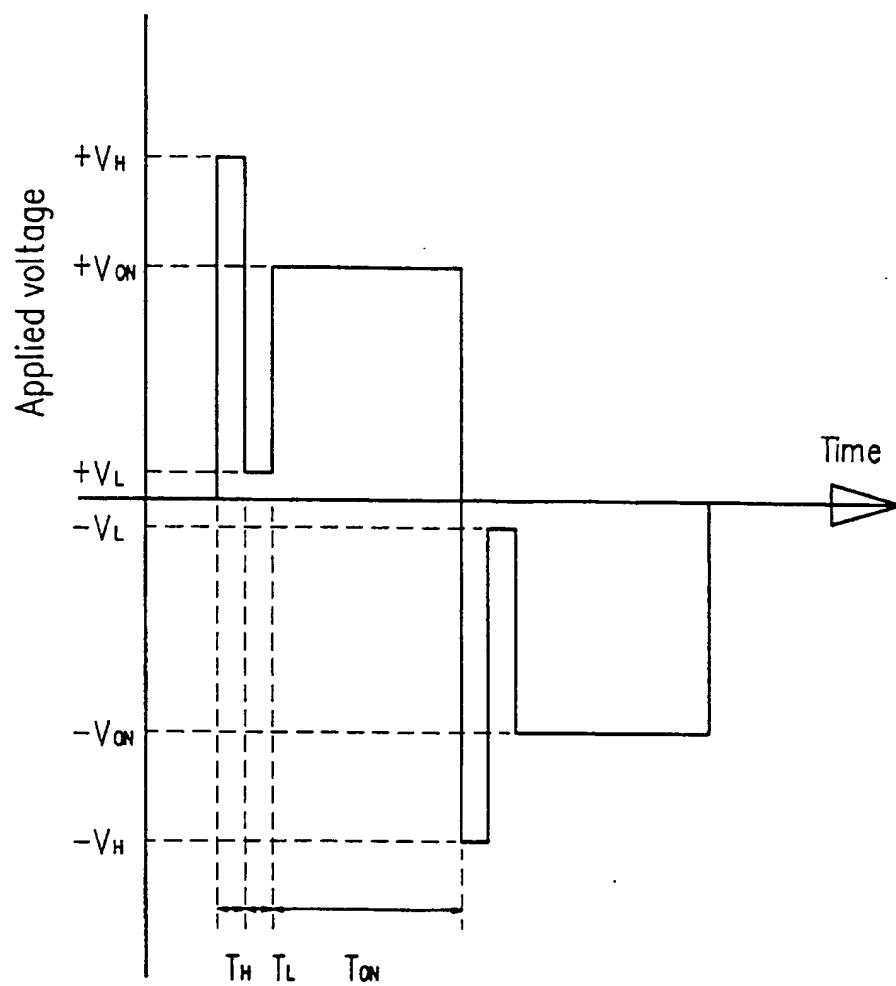 Applied voltage
+VH
+VON
+VL
Time
-VL
-VON
-VH
TH TL TON